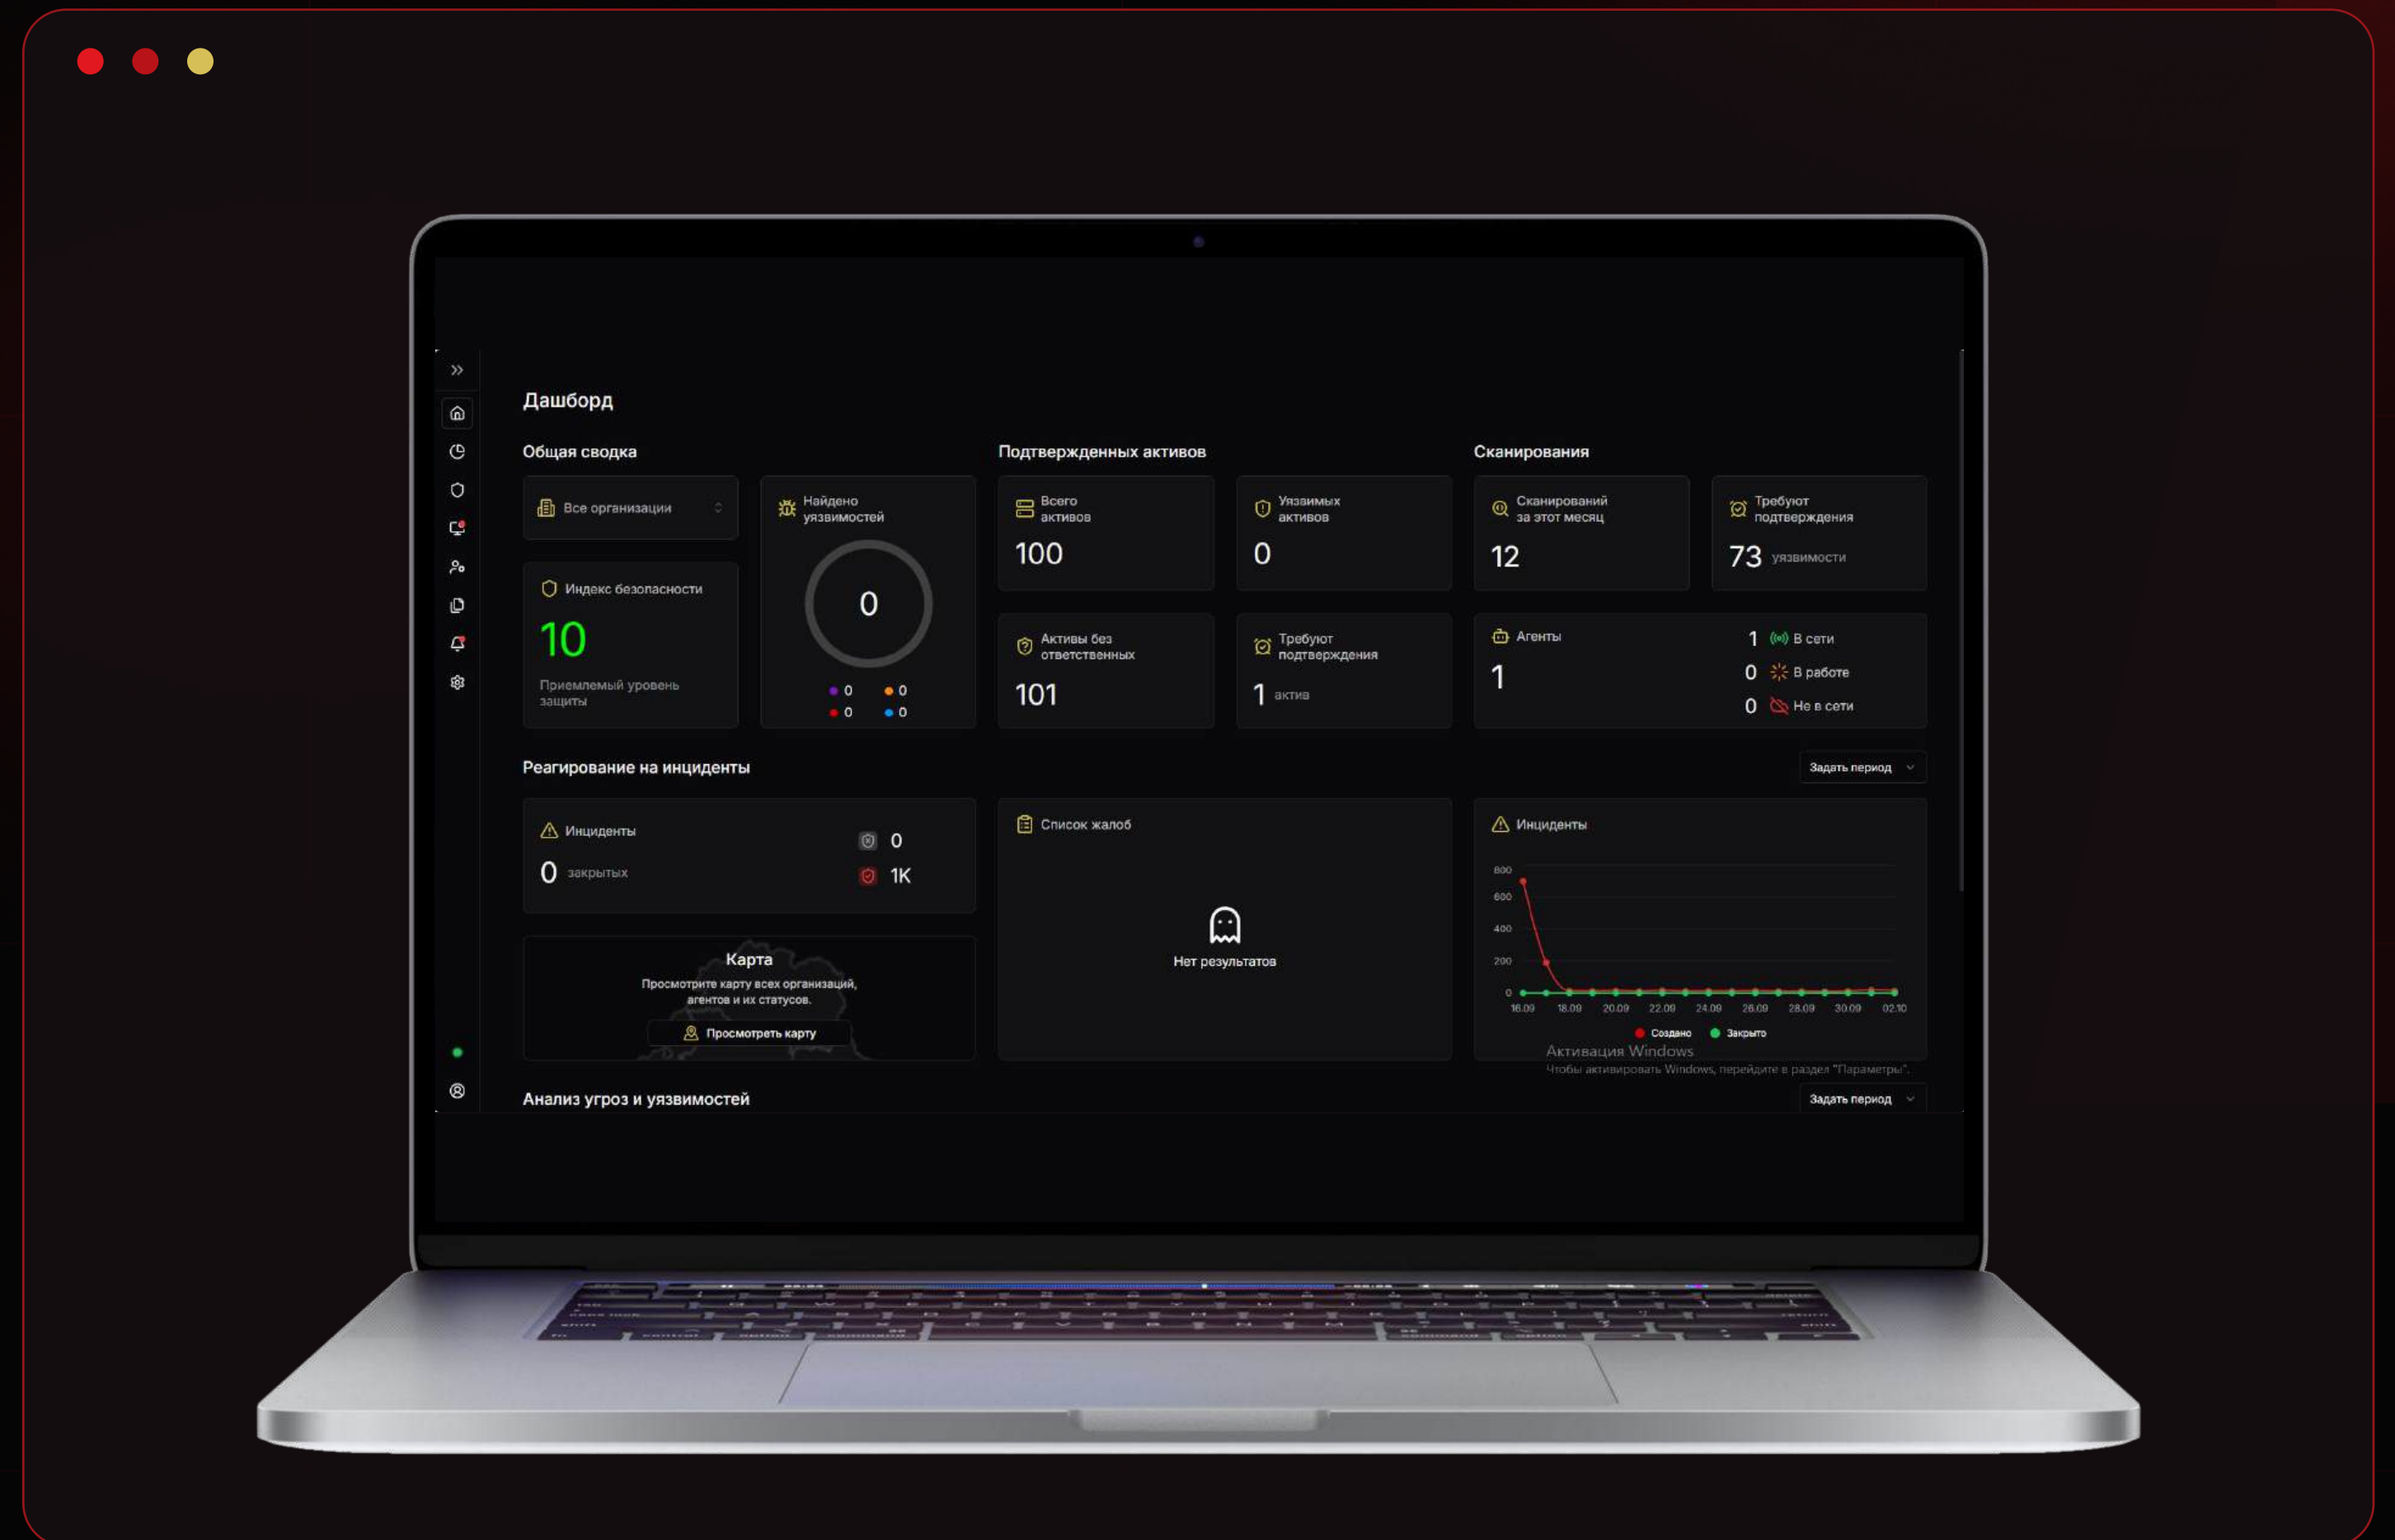 Дашборд
Общая сводка
Все организации
Индекс безопасности
10
Приемлемый уровень
защиты
Найдено
уязвимостей
0
0
0
0
0
Подтвержденных активов
Всего
активов
100
Уязвимых
активов
0
Активы без
ответственных
101
Требуют
подтверждения
1 актив
Сканирования
Сканирований
за этот месяц
12
Требуют
подтверждения
73 уязвимости
Агенты
1
1 В сети
0 В работе
0 Не в сети
Реагирование на инциденты
Задать период
Инциденты
0 закрытых
0
1K
Карта
Просмотрите карту всех организаций,
агентов и их статусов.
Просмотреть карту
Список жалоб
Нет результатов
Инциденты
800
600
400
200
0
16.09 18.09 20.09 22.09 24.09 26.09 28.09 30.09 02.10
Создано Закрыто
Активация Windows
Чтобы активировать Windows, перейдите в раздел "Параметры".
Анализ угроз и уязвимостей
Задать период